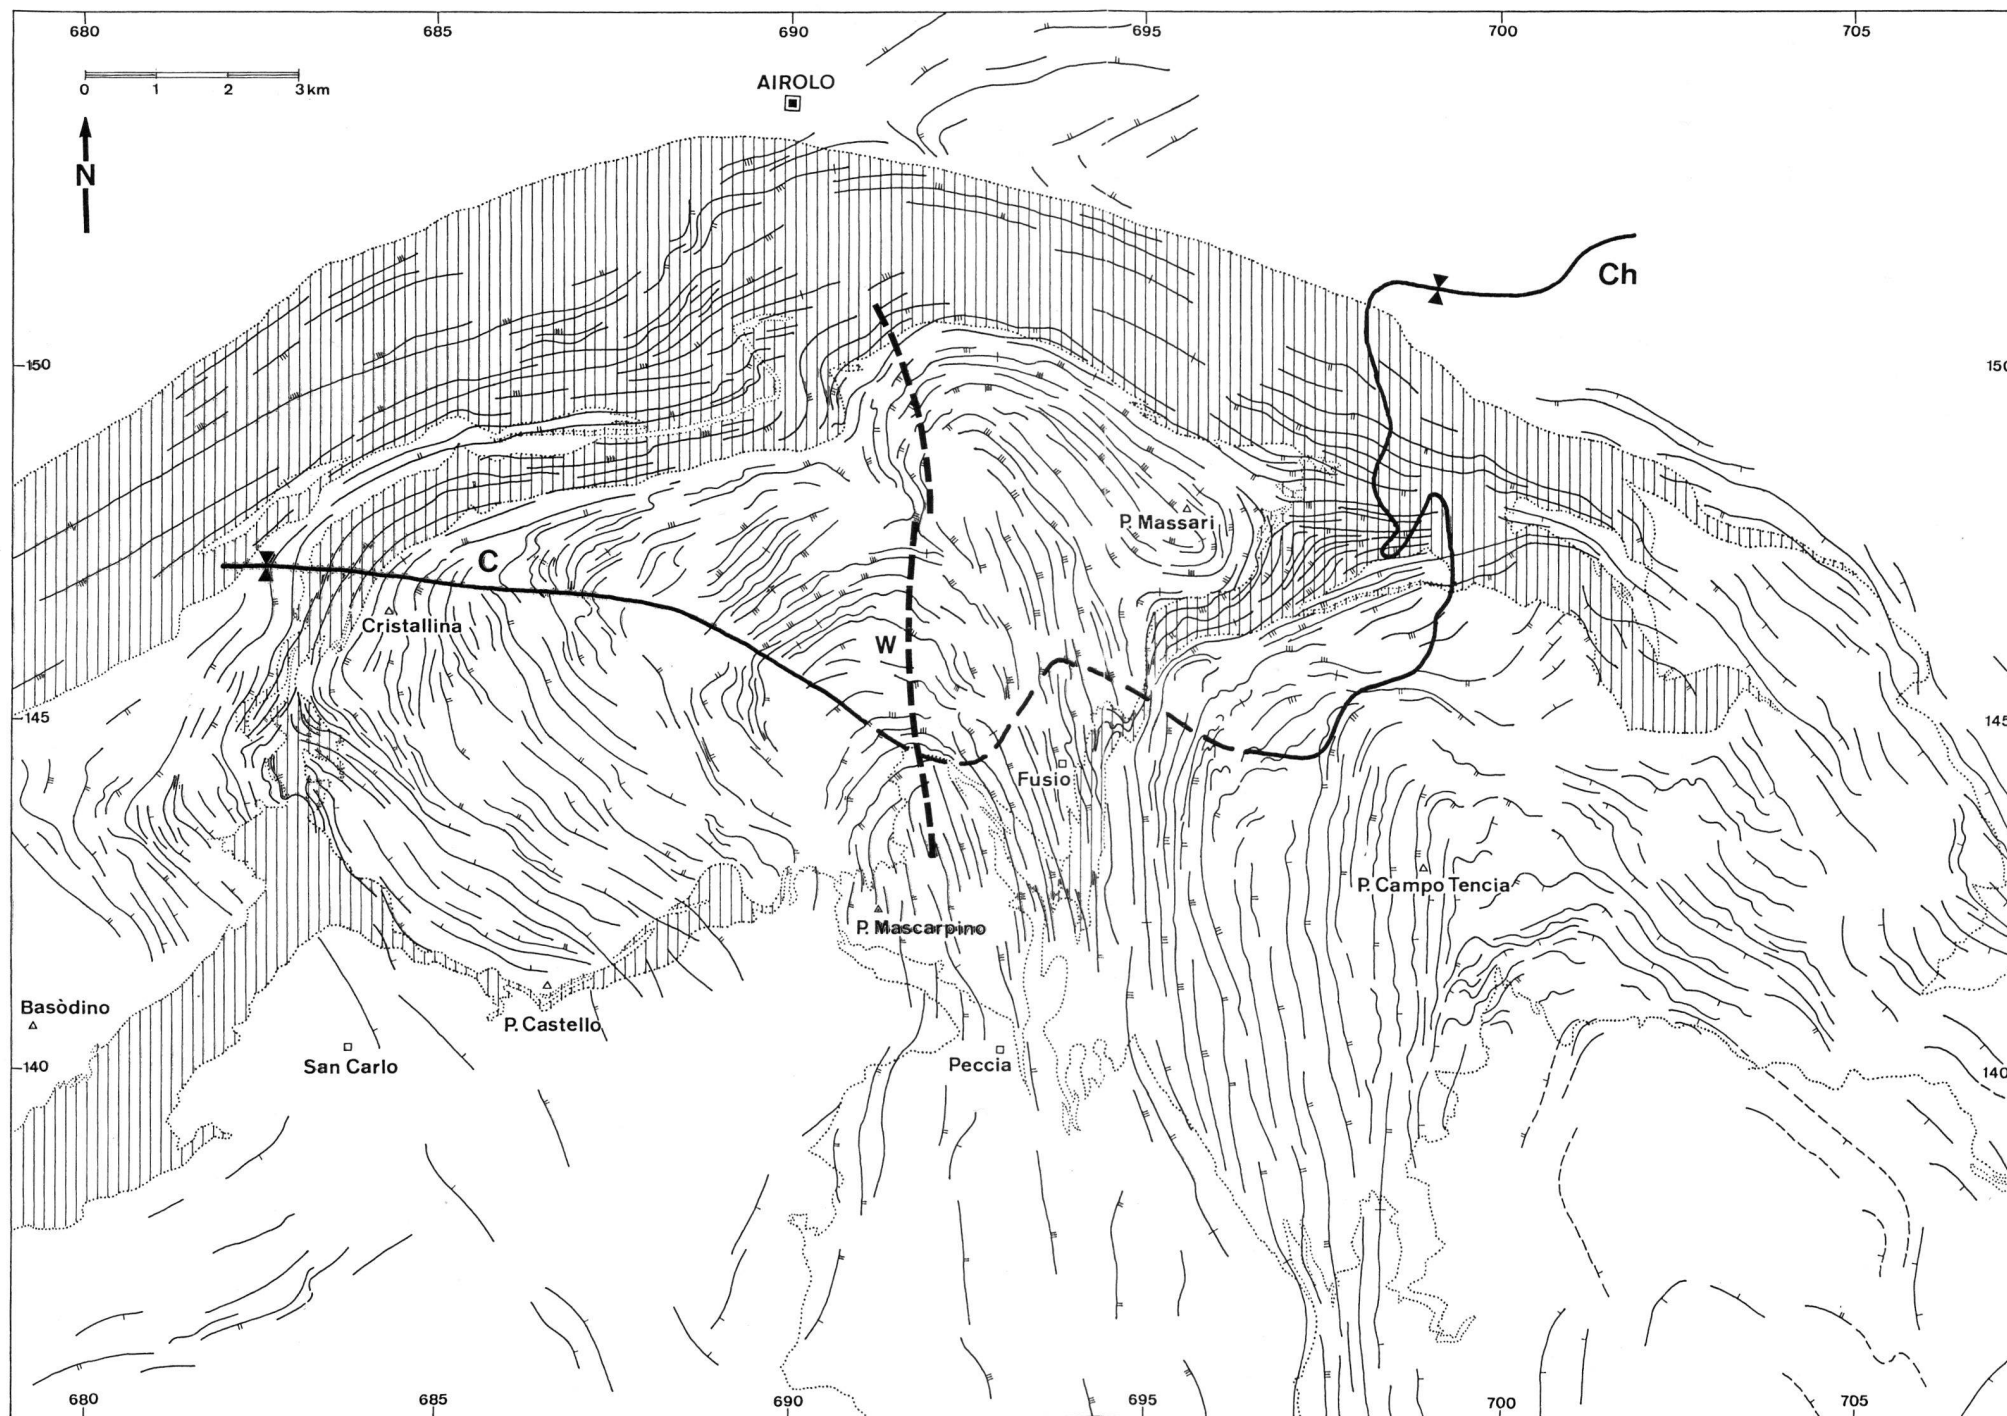 680 685 690 695 700 705
0 1 2 3 km
AIROLO
N
Ch
150 150
P. Massari
C
Cristallina
W
145 145
Fusio
P. Campo Tencia
P. Mascarpino
Basòdino
P. Castello
San Carlo
Peccia
140 140
680 685 690 695 700 705